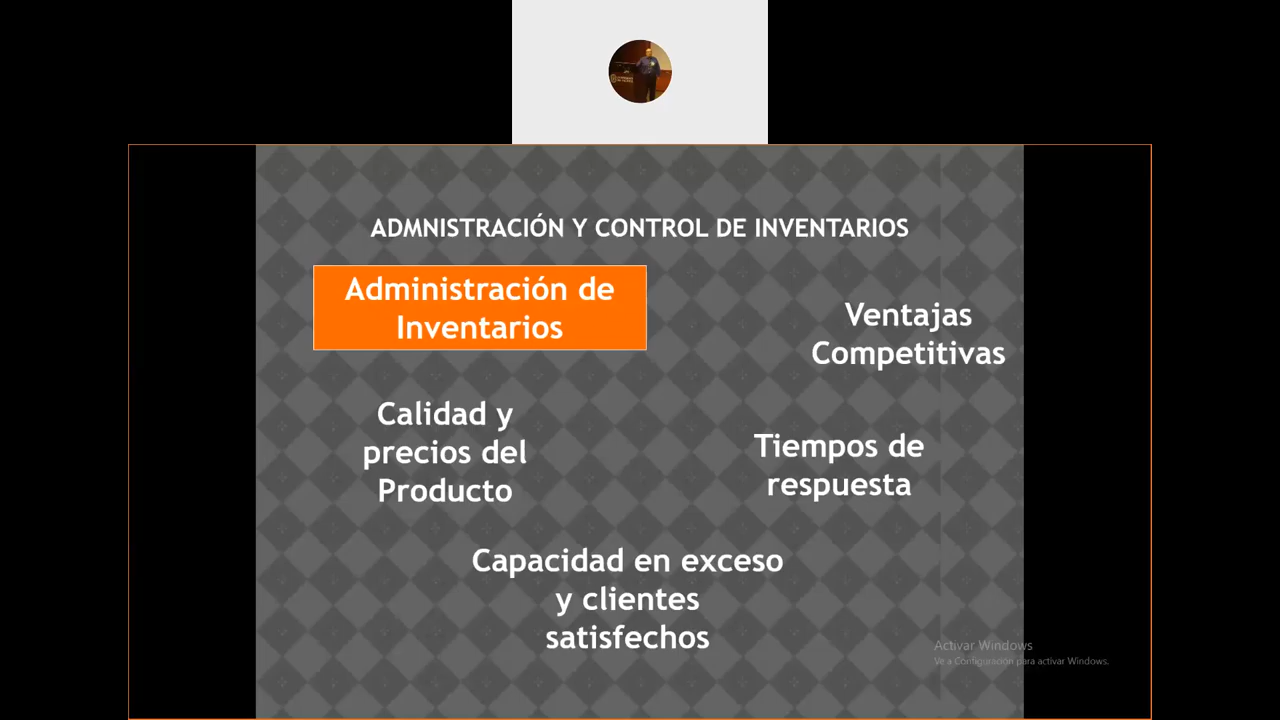 ADMNISTRACIÓN Y CONTROL DE INVENTARIOS
Administración de
Inventarios
Ventajas
Competitivas
Calidad y
precios del
Producto
Tiempos de
respuesta
Capacidad en exceso
y clientes
satisfechos
Activar Windows
Ve a Configuración para activar Windows.